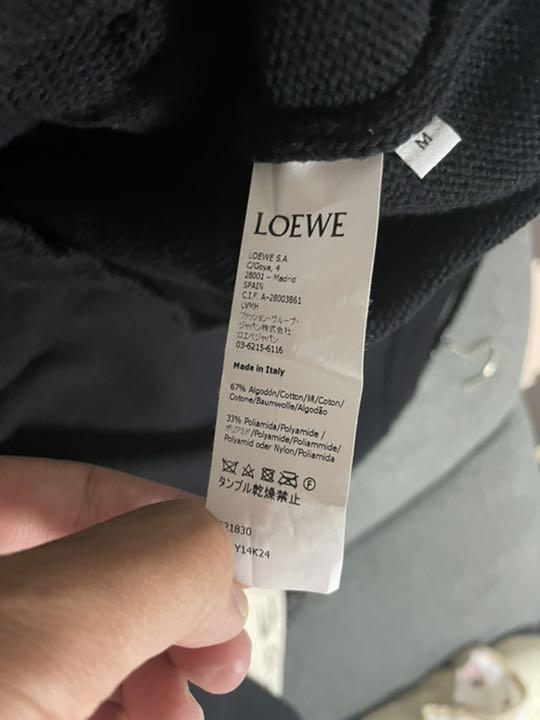 M
LOEWE
LOEWE S.A.
C/Goya, 4
28001 - Madrid
SPAIN
C.I.F. A-28003861
LVMH
ファッション・グループ・
ジャパン株式会社
ロエベジャパン
03-6215-6116
Made in Italy
67% Algodón/Cotton/綿/Coton/
Cotone/Baumwolle/Algodão
33% Poliamida/Polyamide /
ポリアミド/Polyamide/Poliammide/
Polyamid oder Nylon/Poliamida
F
タンブル乾燥禁止
21830
Y14K24